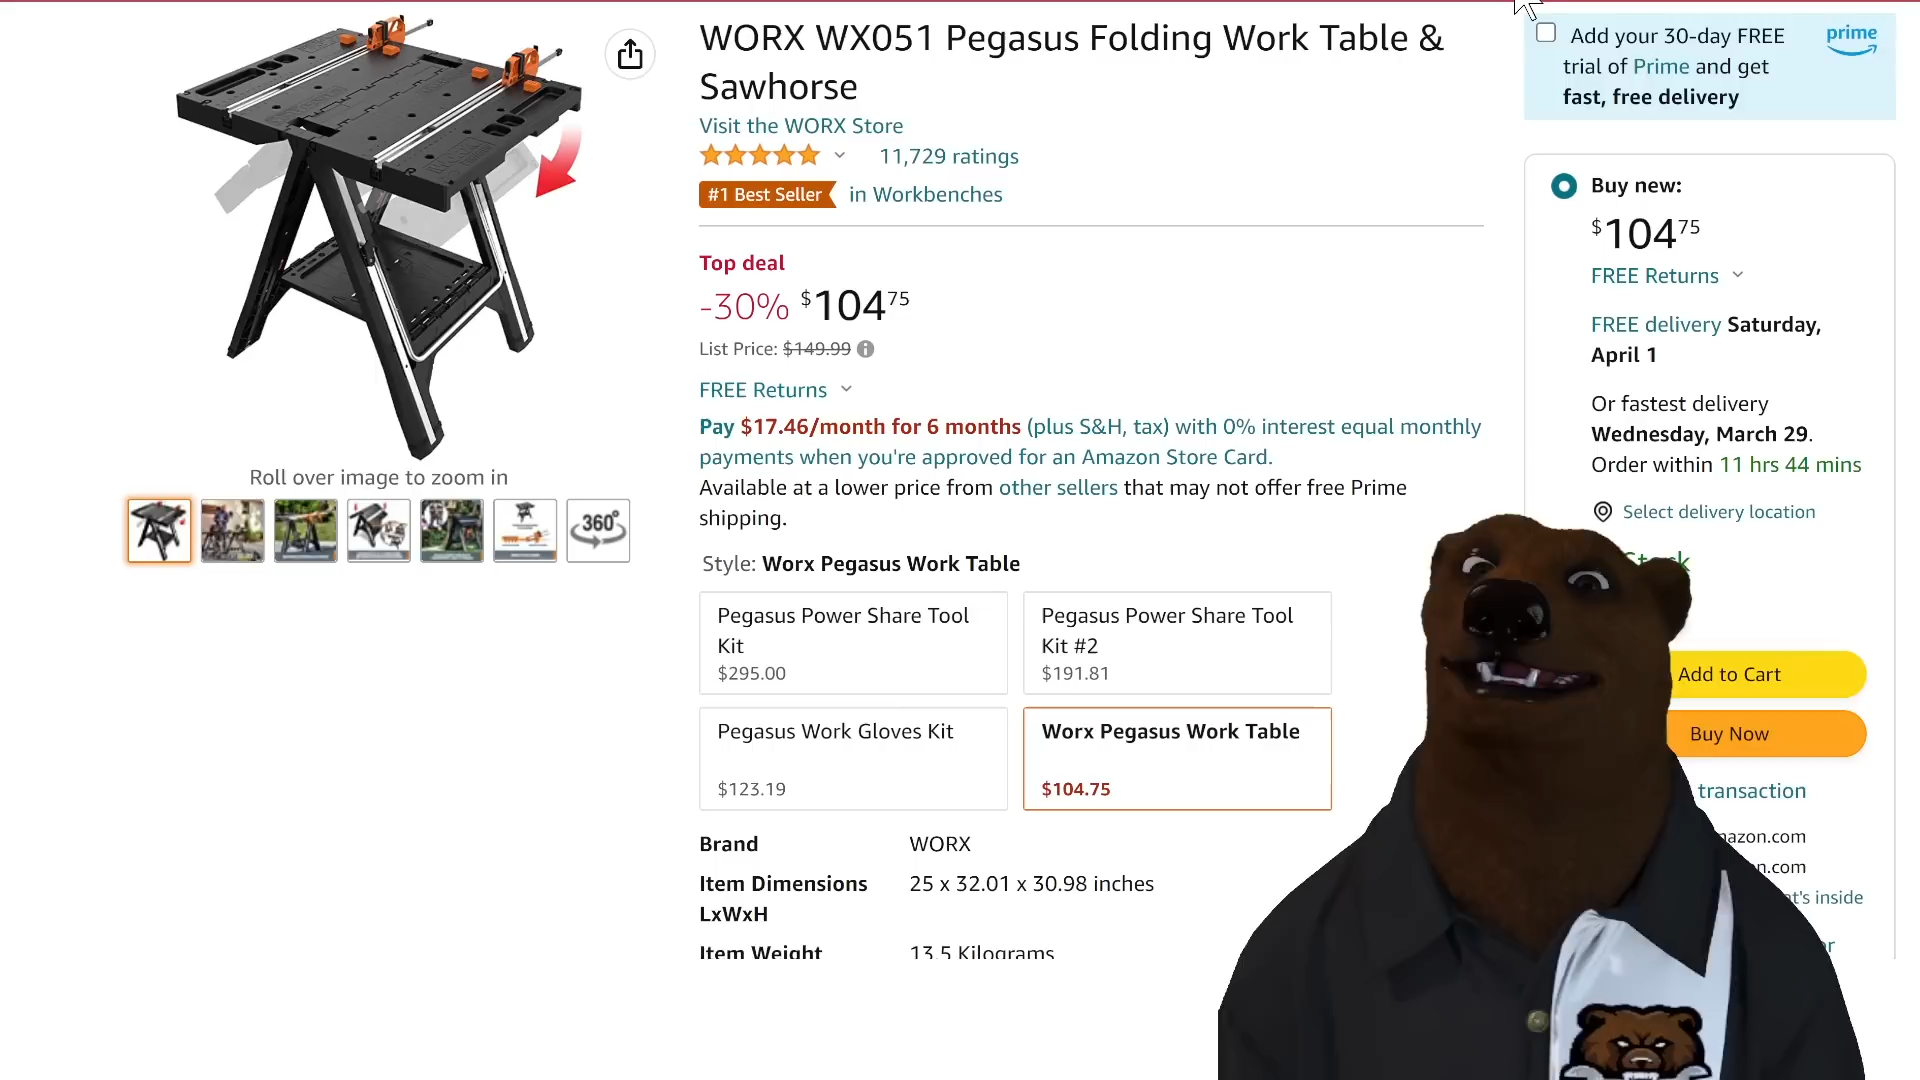 WORX WX051 Pegasus Folding Work Table &
Sawhorse
Visit the WORX Store
11,729 ratings
#1 Best Seller in Workbenches
Top deal
-30% $104 75
List Price: $149.99
FREE Returns
Pay $17.46/month for 6 months (plus S&H, tax) with 0% interest equal monthly
payments when you're approved for an Amazon Store Card.
Available at a lower price from other sellers that may not offer free Prime
shipping.
Style: Worx Pegasus Work Table
Pegasus Power Share Tool
Kit
$295.00
Pegasus Power Share Tool
Kit #2
$191.81
Pegasus Work Gloves Kit
$123.19
Worx Pegasus Work Table
$104.75
Brand WORX
Item Dimensions 25 x 32.01 x 30.98 inches
LxWxH
Item Weight 13.5 Kilograms
Roll over image to zoom in
360°
Add your 30-day FREE
trial of Prime and get
fast, free delivery
prime
Buy new:
$104 75
FREE Returns
FREE delivery Saturday,
April 1
Or fastest delivery
Wednesday, March 29.
Order within 11 hrs 44 mins
Select delivery location
Add to Cart
Buy Now
transaction